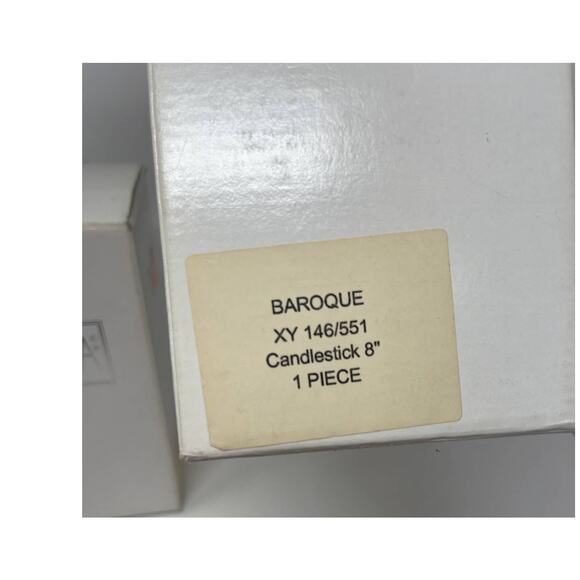 BAROQUE
XY 146/551
Candlestick 8"
1 PIECE